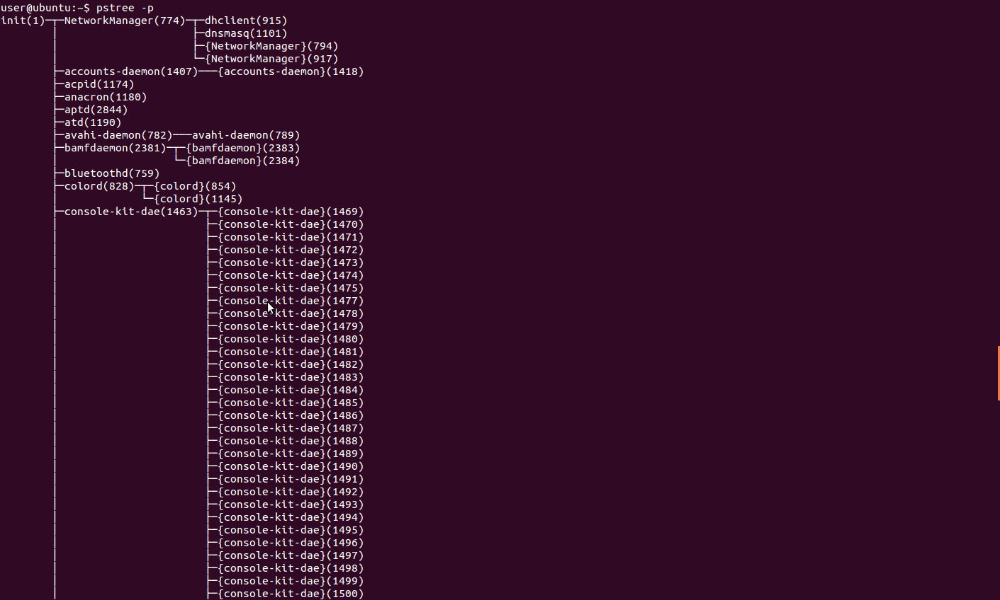 user@ubuntu:~$ pstree -p
init(1)─┬─NetworkManager(774)─┬─dhclient(915)
        │                     ├─dnsmasq(1101)
        │                     ├─{NetworkManager}(794)
        │                     └─{NetworkManager}(917)
        ├─accounts-daemon(1407)───{accounts-daemon}(1418)
        ├─acpid(1174)
        ├─anacron(1180)
        ├─aptd(2844)
        ├─atd(1190)
        ├─avahi-daemon(782)───avahi-daemon(789)
        ├─bamfdaemon(2381)─┬─{bamfdaemon}(2383)
        │                  └─{bamfdaemon}(2384)
        ├─bluetoothd(759)
        ├─colord(828)─┬─{colord}(854)
        │             └─{colord}(1145)
        ├─console-kit-dae(1463)─┬─{console-kit-dae}(1469)
        │                       ├─{console-kit-dae}(1470)
        │                       ├─{console-kit-dae}(1471)
        │                       ├─{console-kit-dae}(1472)
        │                       ├─{console-kit-dae}(1473)
        │                       ├─{console-kit-dae}(1474)
        │                       ├─{console-kit-dae}(1475)
        │                       ├─{console-kit-dae}(1477)
        │                       ├─{console-kit-dae}(1478)
        │                       ├─{console-kit-dae}(1479)
        │                       ├─{console-kit-dae}(1480)
        │                       ├─{console-kit-dae}(1481)
        │                       ├─{console-kit-dae}(1482)
        │                       ├─{console-kit-dae}(1483)
        │                       ├─{console-kit-dae}(1484)
        │                       ├─{console-kit-dae}(1485)
        │                       ├─{console-kit-dae}(1486)
        │                       ├─{console-kit-dae}(1487)
        │                       ├─{console-kit-dae}(1488)
        │                       ├─{console-kit-dae}(1489)
        │                       ├─{console-kit-dae}(1490)
        │                       ├─{console-kit-dae}(1491)
        │                       ├─{console-kit-dae}(1492)
        │                       ├─{console-kit-dae}(1493)
        │                       ├─{console-kit-dae}(1494)
        │                       ├─{console-kit-dae}(1495)
        │                       ├─{console-kit-dae}(1496)
        │                       ├─{console-kit-dae}(1497)
        │                       ├─{console-kit-dae}(1498)
        │                       ├─{console-kit-dae}(1499)
        │                       ├─{console-kit-dae}(1500)